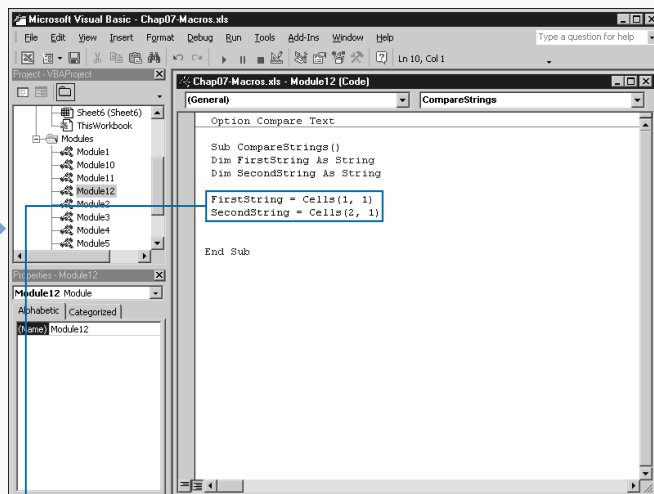 Microsoft Visual Basic - Chap07-Macros.xls
File Edit View Insert Format Debug Run Tools Add-Ins Window Help
Type a question for help
Ln 10, Col 1
Project - VBAProject
Sheet6 (Sheet6)
ThisWorkbook
Modules
Module1
Module10
Module11
Module12
Module2
Module3
Module4
Module5
Properties - Module12
Module12 Module
Alphabetic Categorized
(Name) Module12
Chap07-Macros.xls - Module12 (Code)
(General) CompareStrings
Option Compare Text
Sub CompareStrings()
Dim FirstString As String
Dim SecondString As String
FirstString = Cells(1, 1)
SecondString = Cells(2, 1)
End Sub